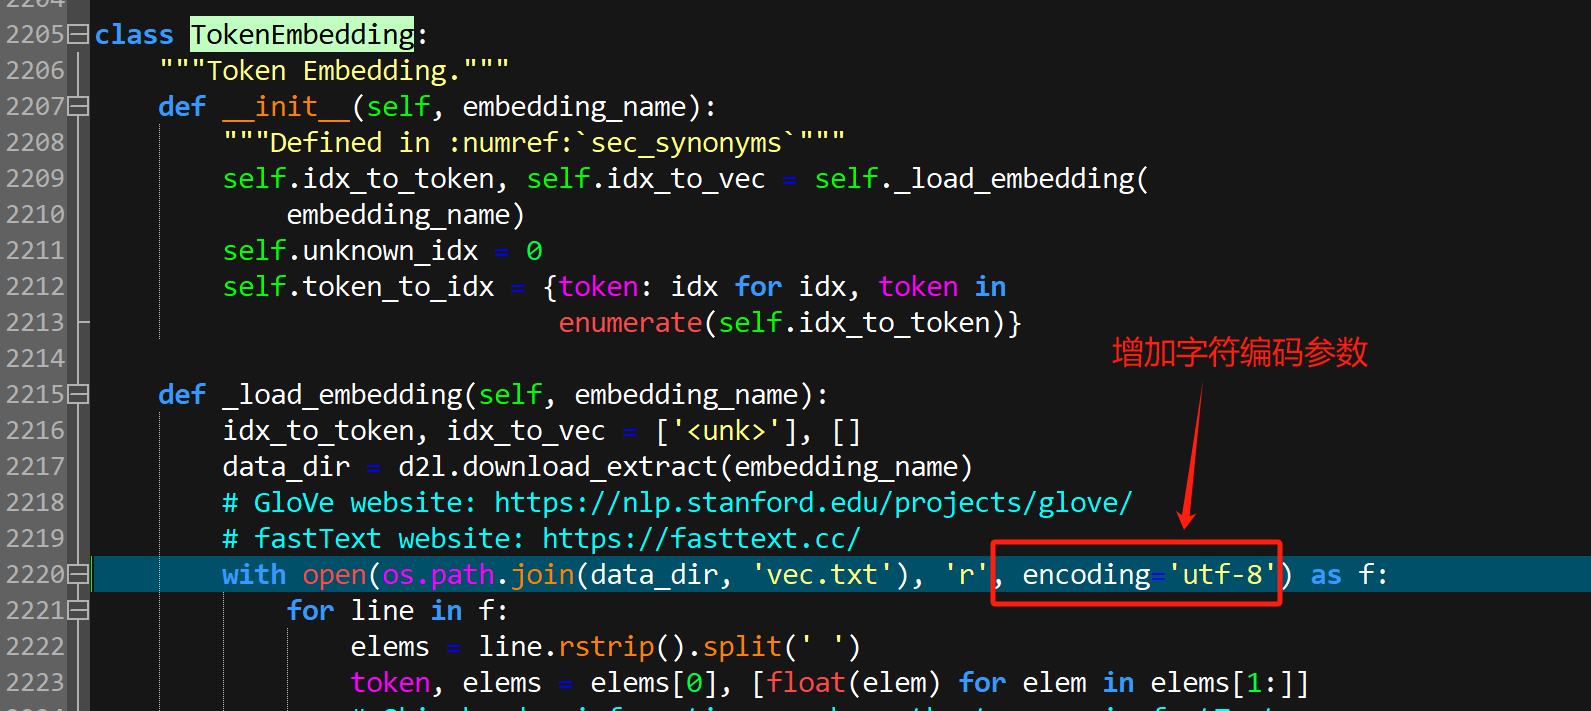 2205 class TokenEmbedding:
2206     """Token Embedding."""
2207     def __init__(self, embedding_name):
2208         """Defined in :numref:`sec_synonyms`"""
2209         self.idx_to_token, self.idx_to_vec = self._load_embedding(
2210             embedding_name)
2211         self.unknown_idx = 0
2212         self.token_to_idx = {token: idx for idx, token in
2213                              enumerate(self.idx_to_token)}
2214
增加字符编码参数
2215     def _load_embedding(self, embedding_name):
2216         idx_to_token, idx_to_vec = ['<unk>'], []
2217         data_dir = d2l.download_extract(embedding_name)
2218         # GloVe website: https://nlp.stanford.edu/projects/glove/
2219         # fastText website: https://fasttext.cc/
2220         with open(os.path.join(data_dir, 'vec.txt'), 'r', encoding='utf-8') as f:
2221             for line in f:
2222                 elems = line.rstrip().split(' ')
2223                 token, elems = elems[0], [float(elem) for elem in elems[1:]]